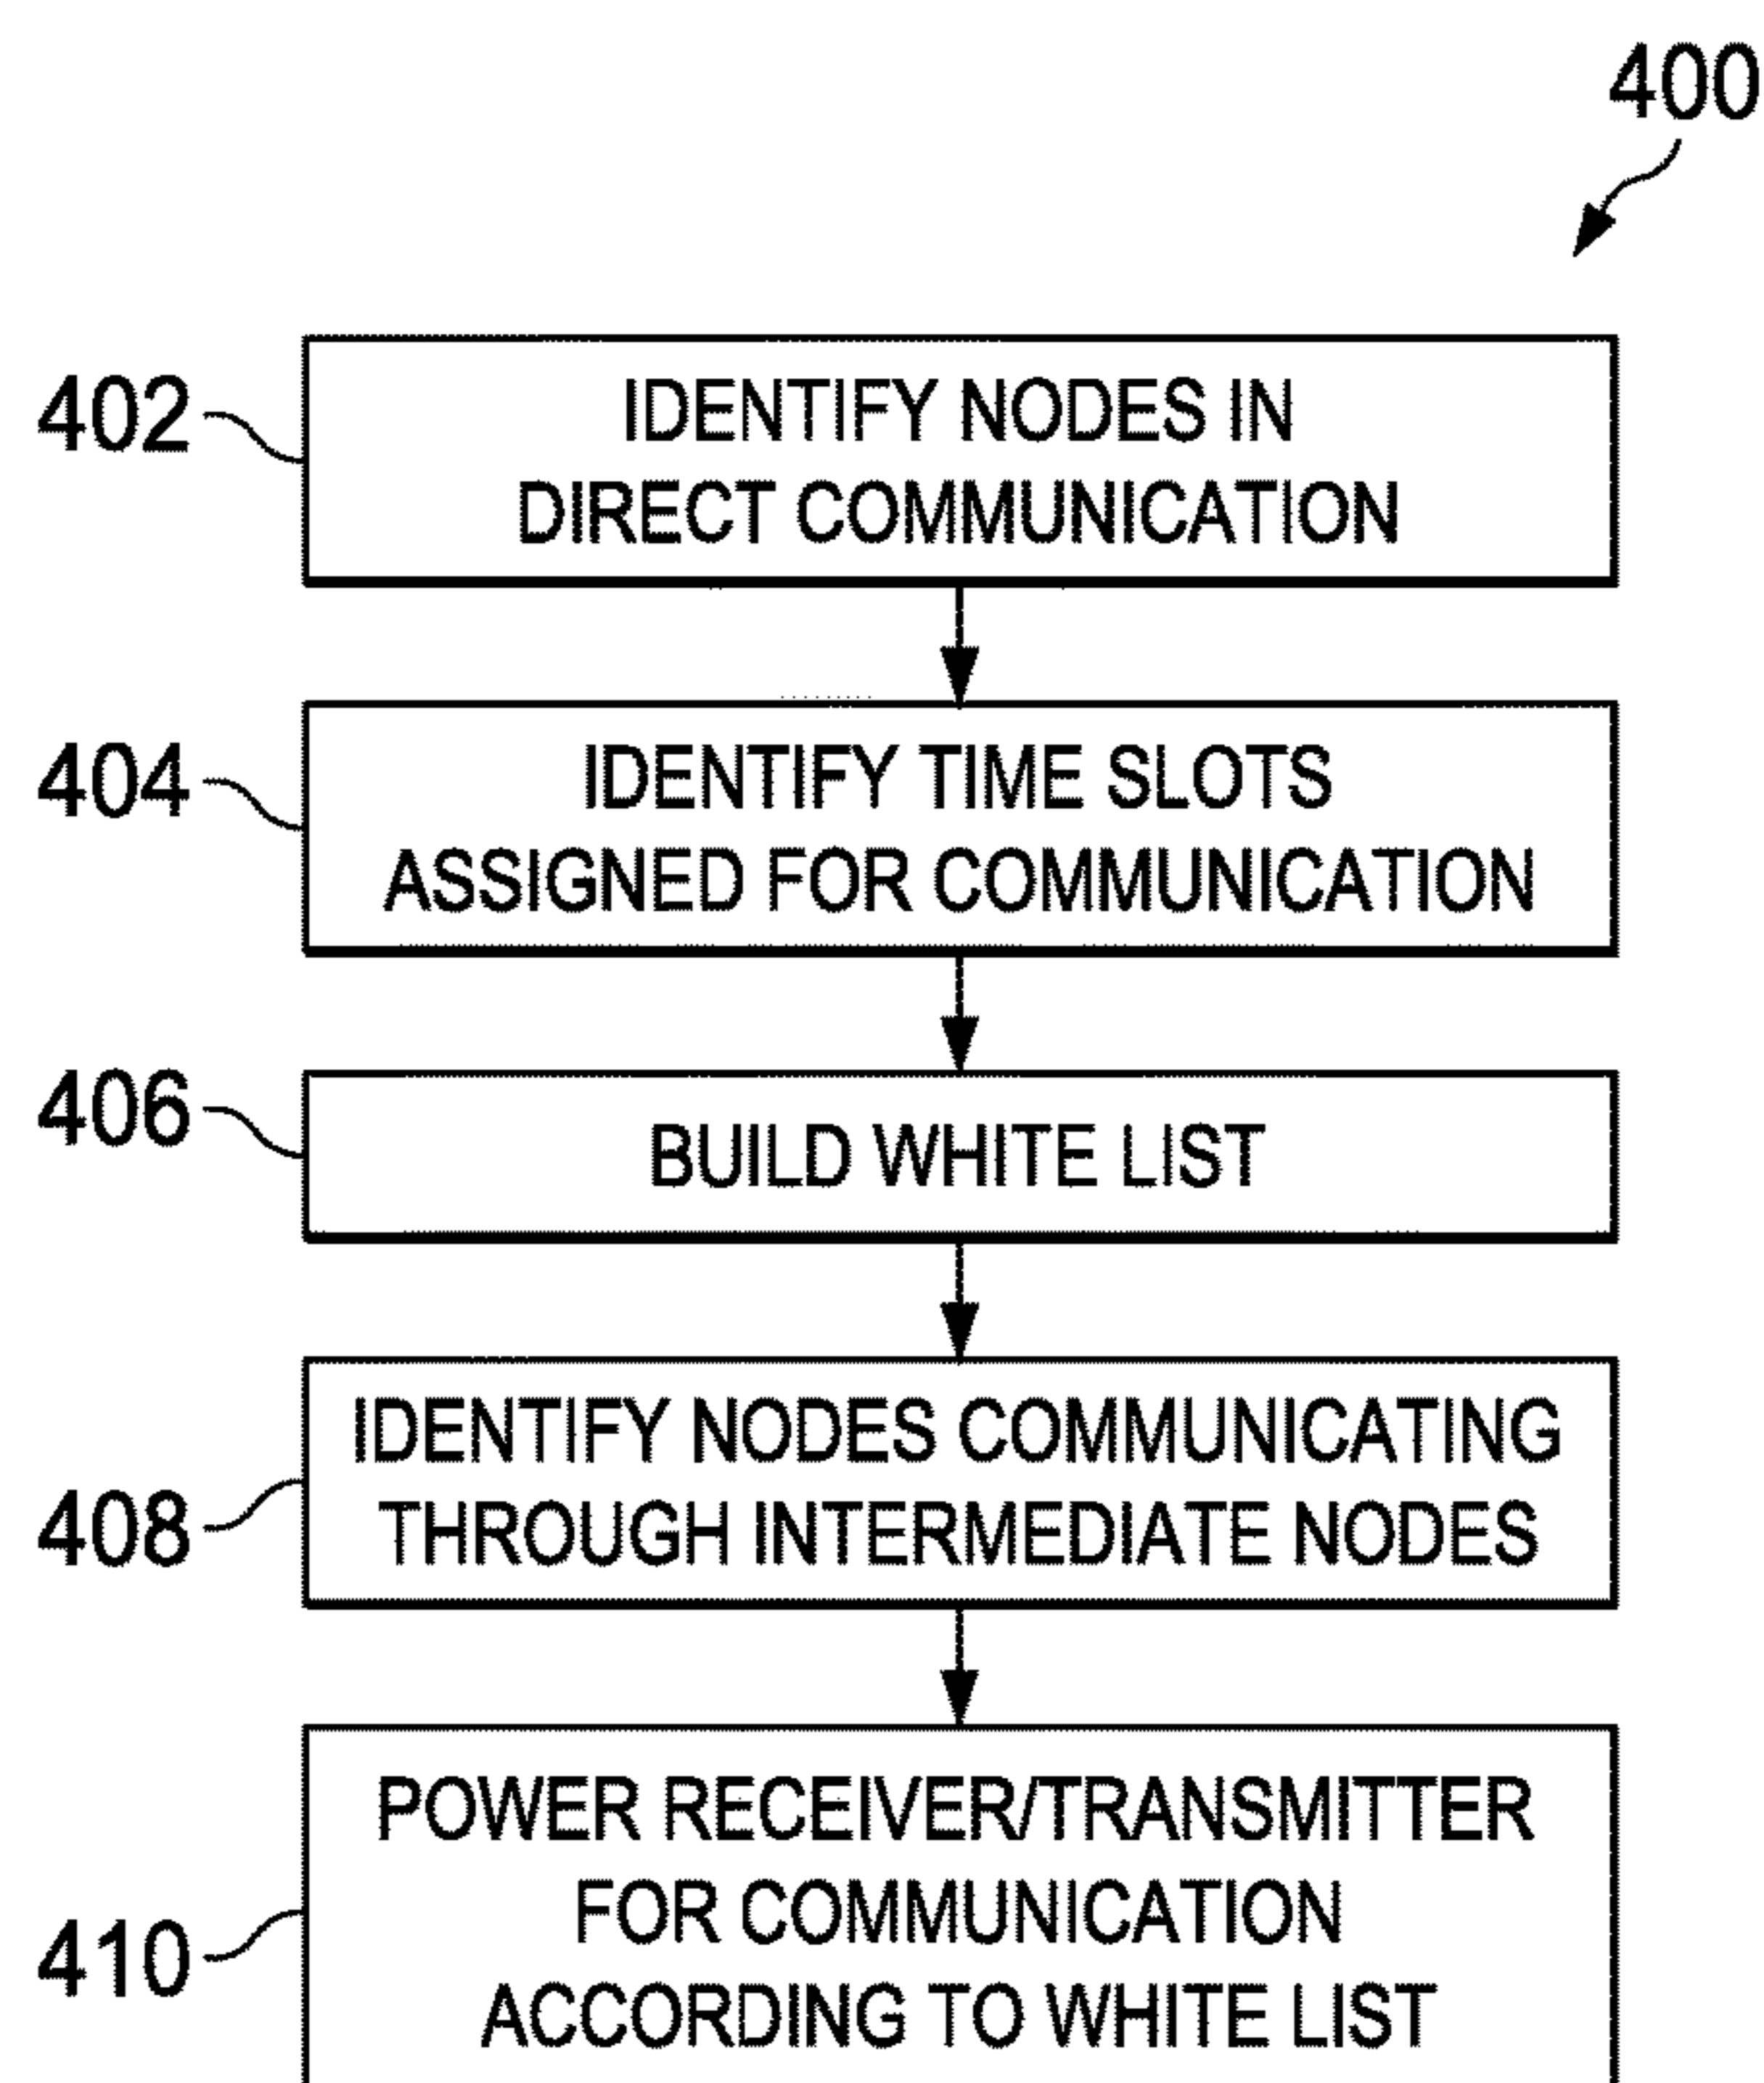 400
402
IDENTIFY NODES IN
DIRECT COMMUNICATION
404
IDENTIFY TIME SLOTS
ASSIGNED FOR COMMUNICATION
406
BUILD WHITE LIST
408
IDENTIFY NODES COMMUNICATING
THROUGH INTERMEDIATE NODES
410
POWER RECEIVER/TRANSMITTER
FOR COMMUNICATION
ACCORDING TO WHITE LIST